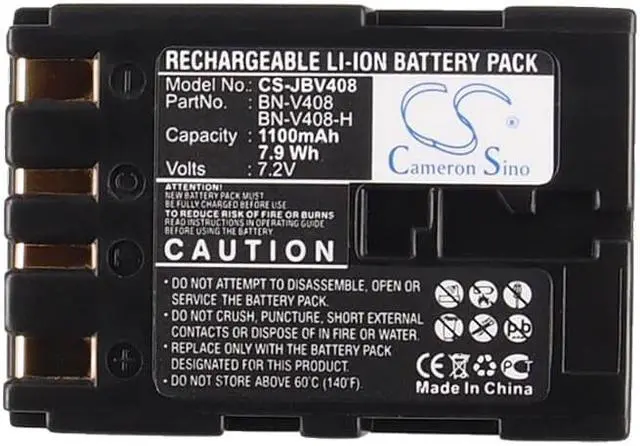 RECHARGEABLE LI-ION BATTERY PACK
Model No.: CS-JBV408
PartNo. : BN-V408
BN-V408-H
Capacity : 1100mAh
7.9 Wh
Volts : 7.2V
CS
Cameron Sino
ATTENTION:
NEW BATTERY PACK MUST
BE FULLY CHARGED BEFORE USE
TO REDUCE RISK OF FIRE OR BURNS
READ INSTRUCTIONS IN OPERATING GUIDE
BEFORE USING.
CAUTION
• DO NOT ATTEMPT TO DISASSEMBLE, OPEN OR
SERVICE THE BATTERY PACK.
• DO NOT CRUSH, PUNCTURE, SHORT EXTERNAL
CONTACTS OR DISPOSE OF IN FIRE OR WATER.
• REPLACE ONLY WITH THE BATTERY PACK
DESIGNATED FOR THIS PRODUCT.
• DO NOT STORE ABOVE 60°C (140°F).
Pb
CE
Made In China
− C +